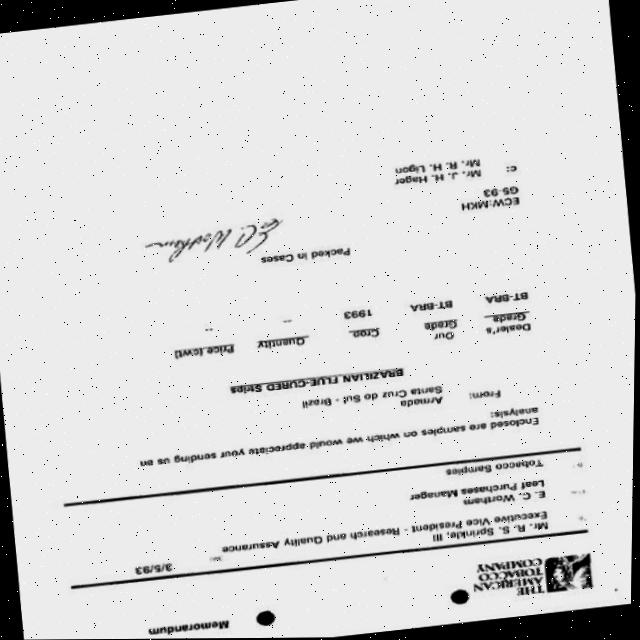 Memorandum
THE
AMERICAN
TOBACCO
COMPANY
3/5/93
Mr. R. S. Sprinkle, III
Executive Vice President - Research and Quality Assurance
E. C. Wortham
Leaf Purchases Manager
Tobacco Samples
Enclosed are samples on which we would appreciate your sending us an
analysis:
From: Armada
Santa Cruz do Sul - Brazil
BRAZILIAN FLUE-CURED Strips
Dealer's Grade Our Grade Crop Quantity Price (cwt)
BT-BRA BT-BRA 1993 -- --
Packed in Cases
ECW:MKH
G5-93
c: Mr. J. H. Hager
Mr. R. H. Ligon